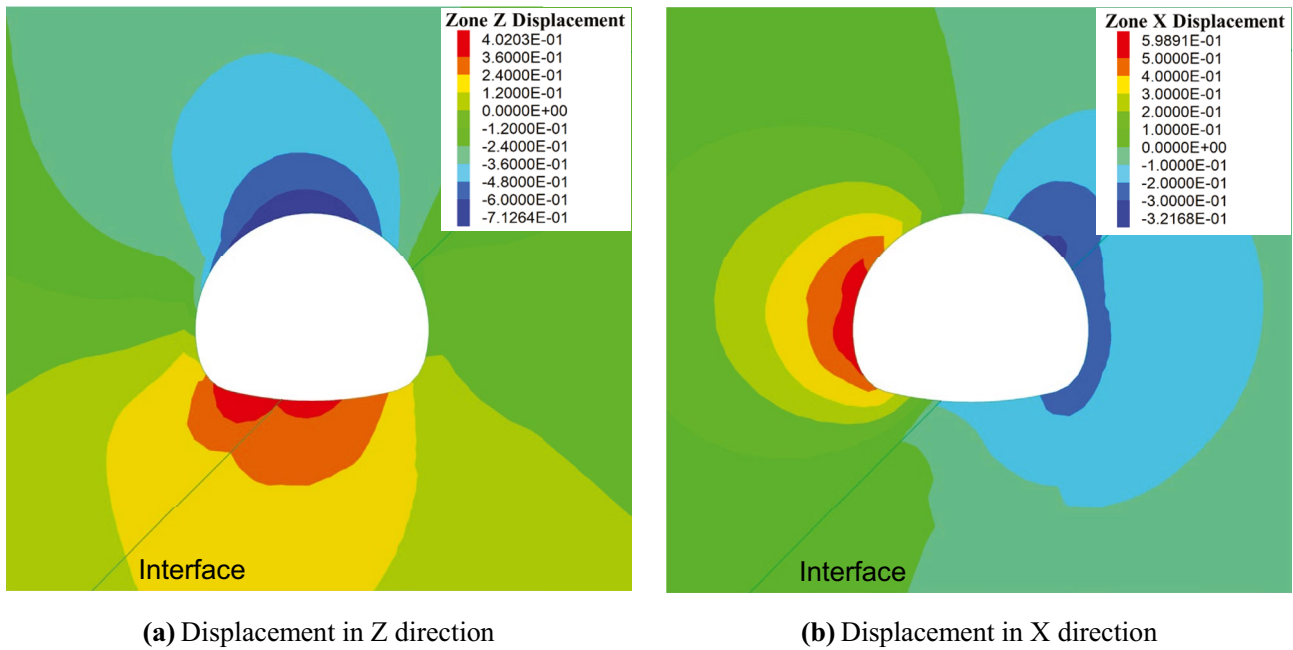 Zone Z Displacement
4.0203E-01
3.6000E-01
2.4000E-01
1.2000E-01
0.0000E+00
-1.2000E-01
-2.4000E-01
-3.6000E-01
-4.8000E-01
-6.0000E-01
-7.1264E-01
Interface
(a) Displacement in Z direction
Zone X Displacement
5.9891E-01
5.0000E-01
4.0000E-01
3.0000E-01
2.0000E-01
1.0000E-01
0.0000E+00
-1.0000E-01
-2.0000E-01
-3.0000E-01
-3.2168E-01
Interface
(b) Displacement in X direction